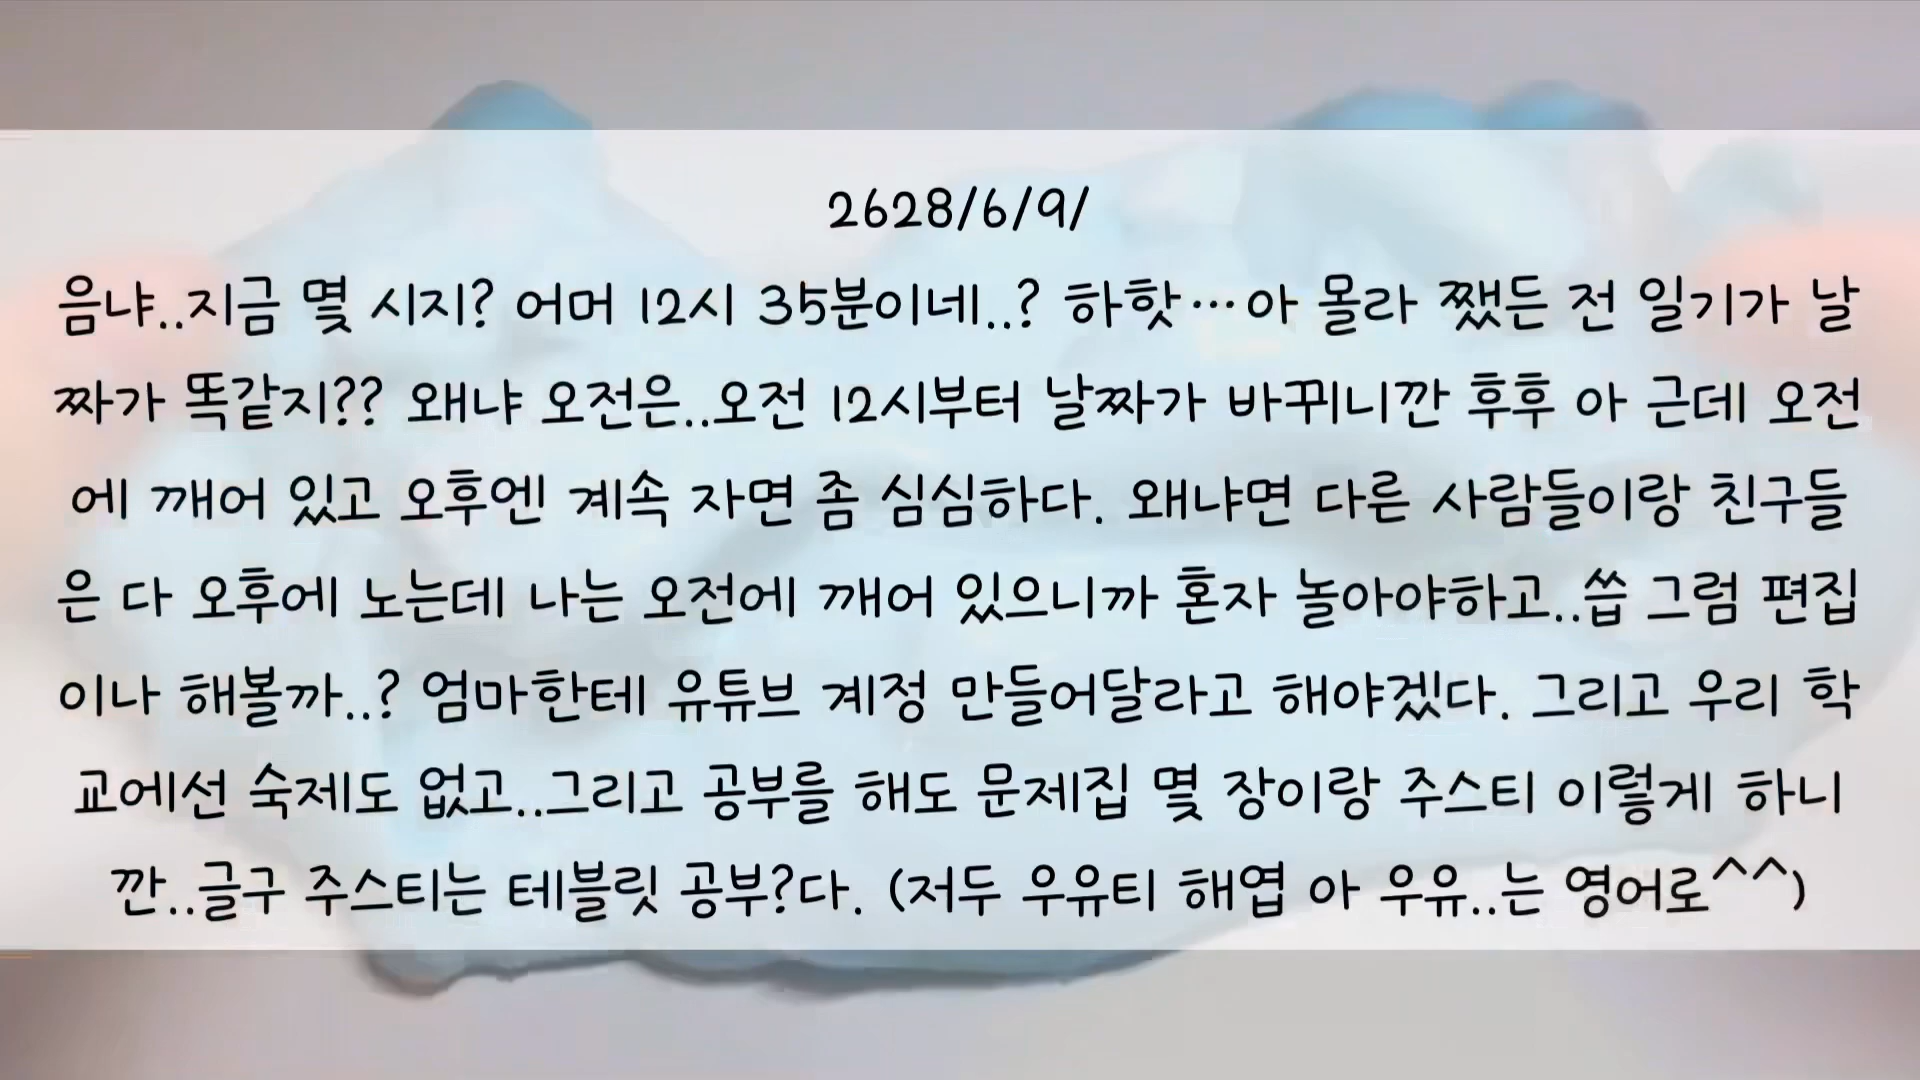 2628/6/9/
음냐..지금 몇 시지? 어머 12시 35분이네..? 하핫…아 몰라 쨌든 전 일기가 날
짜가 똑같지?? 왜냐 오전은..오전 12시부터 날짜가 바뀌니깐 후후 아 근데 오전
에 깨어 있고 오후엔 계속 자면 좀 심심하다. 왜냐면 다른 사람들이랑 친구들
은 다 오후에 노는데 나는 오전에 깨어 있으니까 혼자 놀아야하고..씁 그럼 편집
이나 해볼까..? 엄마한테 유튜브 계정 만들어달라고 해야겠다. 그리고 우리 학
교에선 숙제도 없고..그리고 공부를 해도 문제집 몇 장이랑 주스티 이렇게 하니
깐..글구 주스티는 테블릿 공부?다. (저두 우유티 해엽 아 우유..는 영어로^^)